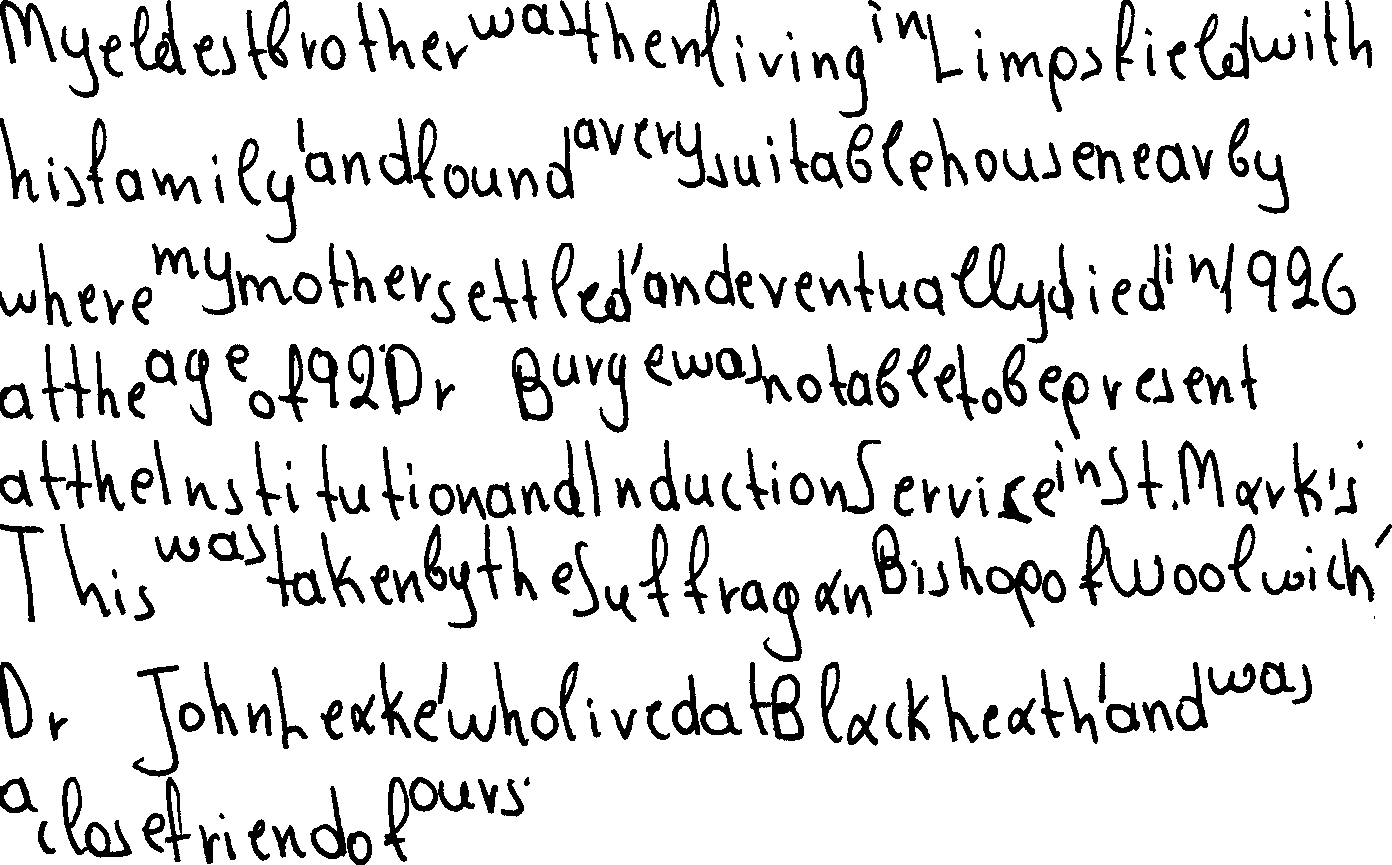 My eldest brother was then living in Limpsfield with
his family, and found a very suitable house nearby
where my mother settled, and eventually died in 1926
at the age of 92. Dr Burge was not able to be present
at the Institution and Induction Service in St. Mark's.
This was taken by the Suffragan Bishop of Woolwich,
Dr John Leake, who lived at Blackheath, and was
a close friend of ours.